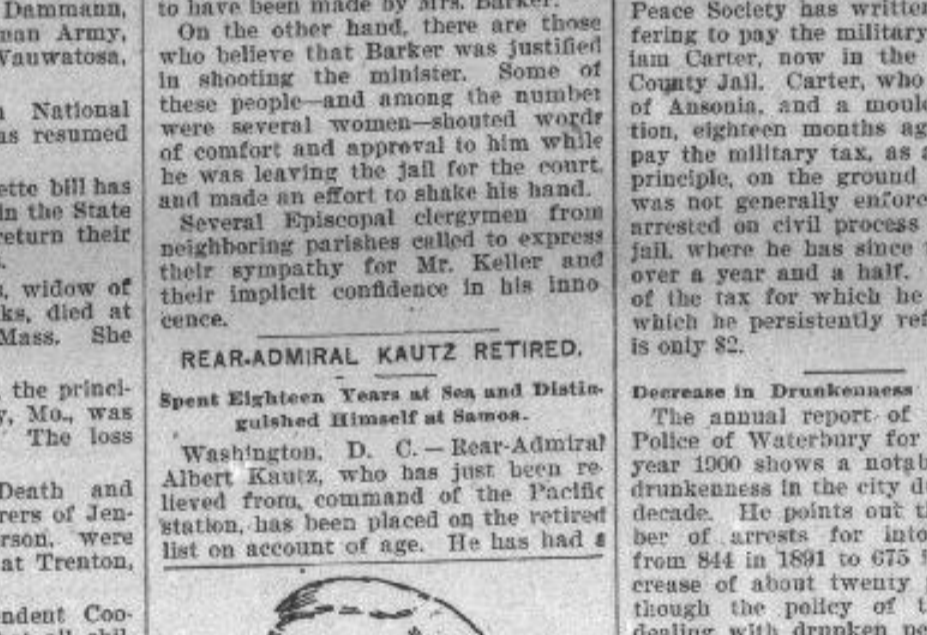 Dammann,
Army,
Wauwatosa,
National
resumed
bill has
in the State
return their
widow of
died at
Mass. She
the princi-
Mo., was
The loss
Death and
of Jen-
were
at Trenton,
Coo-
to have been made by Mrs. Barker.
On the other hand, there are those
who believe that Barker was justified
in shooting the minister. Some of
these people—and among the number
were several women—shouted words
of comfort and approval to him while
he was leaving the jail for the court,
and made an effort to shake his hand.
Several Episcopal clergymen from
neighboring parishes called to express
their sympathy for Mr. Keller and
their implicit confidence in his inno
cence.
REAR-ADMIRAL KAUTZ RETIRED.
Spent Eighteen Years at Sea and Distin-
guished Himself at Samoa.
Washington, D. C.—Rear-Admiral
Albert Kautz, who has just been re
lieved from command of the Pacific
station, has been placed on the retired
list on account of age. He has had a
Peace Society has written
fering to pay the military
iam Carter, now in the
County Jail. Carter, who
of Ansonia, and a mould
tion, eighteen months ag
pay the military tax, as a
principle, on the ground
was not generally enforce
arrested on civil process
jail, where he has since
over a year and a half.
of the tax for which he
which he persistently ref
is only $2.
Decrease in Drunkenness
The annual report of
Police of Waterbury for
year 1900 shows a notab
drunkenness in the city d
decade. He points out th
ber of arrests for into
from 844 in 1891 to 675
crease of about twenty
though the policy of t
dealing with drunken pe